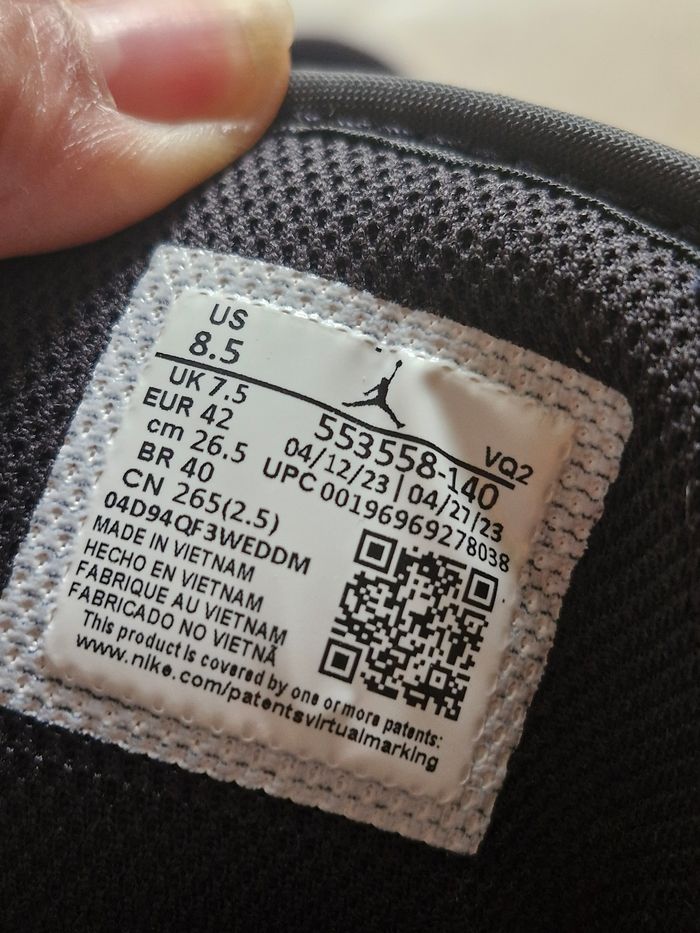 US
8.5
UK 7.5
EUR 42
cm 26.5
BR 40
CN 265(2.5)
VQ2
553558-140
04/12/23 | 04/27/23
UPC 00196969278038
04D94QF3WEDDM
MADE IN VIETNAM
HECHO EN VIETNAM
FABRIQUE AU VIETNAM
FABRICADO NO VIETNÃ
This product is covered by one or more patents:
www.nike.com/patentsvirtualmarking